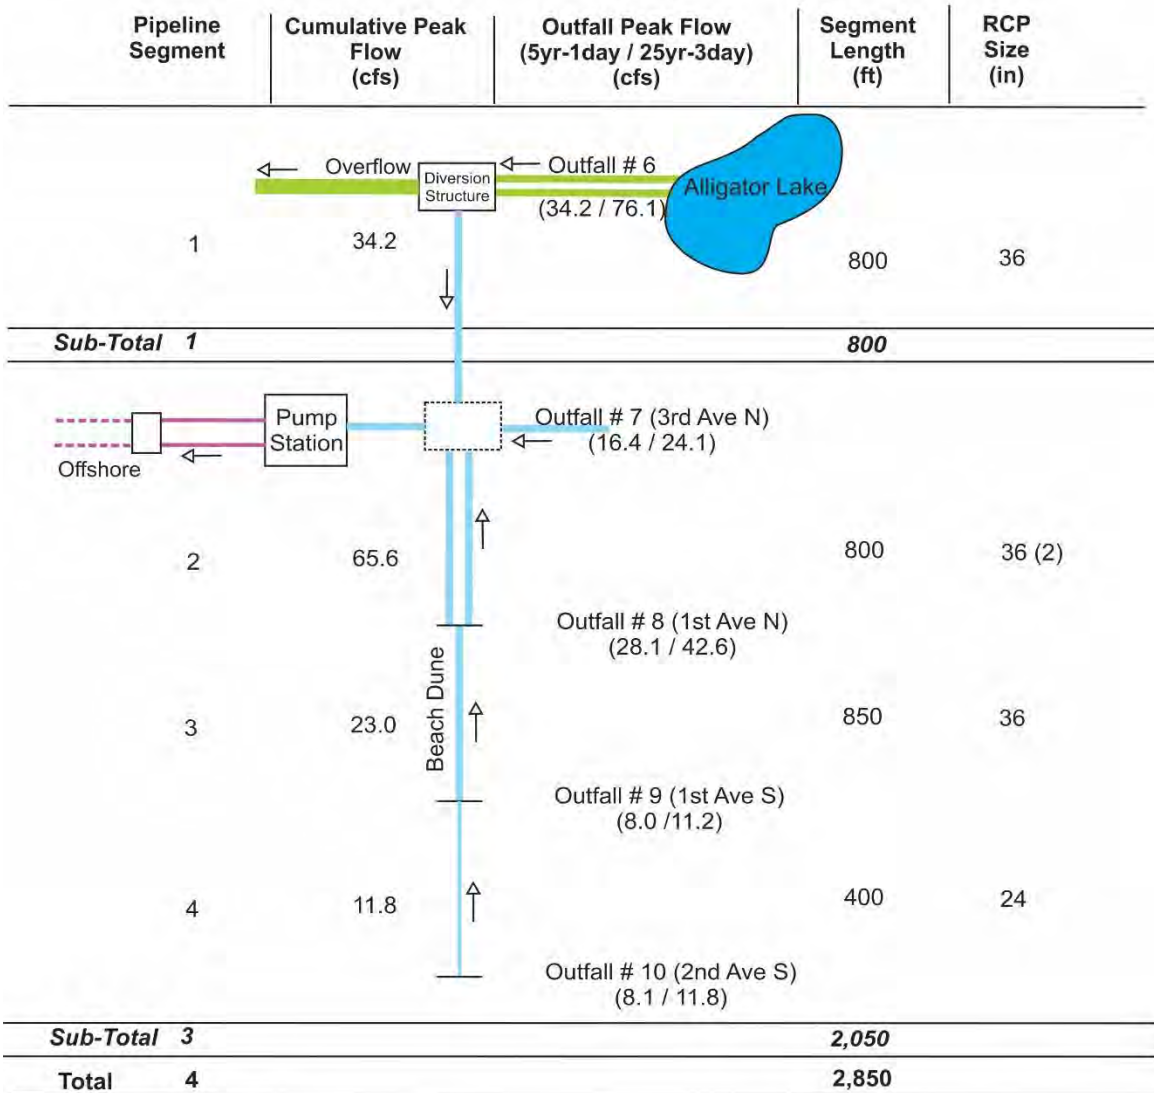 Pipeline Segment
Cumulative Peak Flow (cfs)
Outfall Peak Flow (5yr-1day / 25yr-3day) (cfs)
Segment Length (ft)
RCP Size (in)
Overflow
Diversion Structure
Outfall # 6
(34.2 / 76.1)
Alligator Lake
1
34.2
800
36
Sub-Total 1
800
Pump Station
Offshore
Outfall # 7 (3rd Ave N)
(16.4 / 24.1)
2
65.6
800
36 (2)
Outfall # 8 (1st Ave N)
(28.1 / 42.6)
Beach Dune
3
23.0
850
36
Outfall # 9 (1st Ave S)
(8.0 /11.2)
4
11.8
400
24
Outfall # 10 (2nd Ave S)
(8.1 / 11.8)
Sub-Total 3
2,050
Total 4
2,850